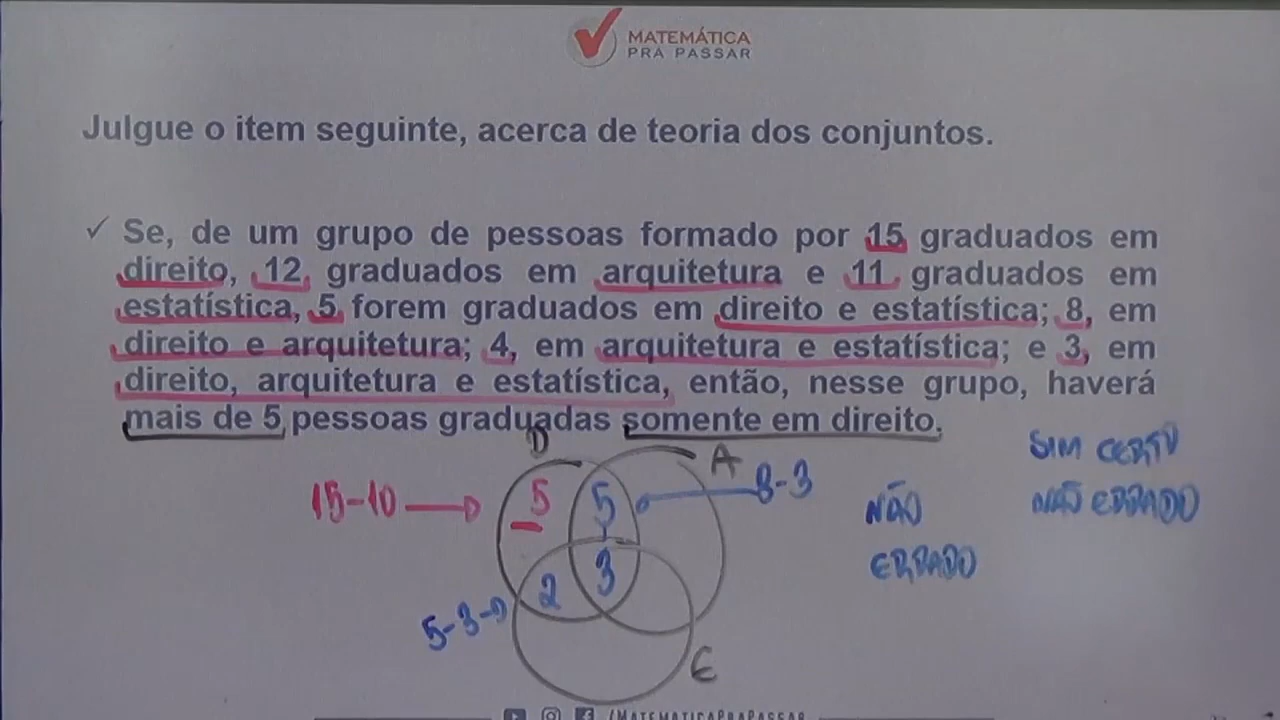 MATEMÁTICA
PRA PASSAR
Julgue o item seguinte, acerca de teoria dos conjuntos.
✓ Se, de um grupo de pessoas formado por 15 graduados em
direito, 12 graduados em arquitetura e 11 graduados em
estatística, 5 forem graduados em direito e estatística; 8, em
direito e arquitetura; 4, em arquitetura e estatística; e 3, em
direito, arquitetura e estatística, então, nesse grupo, haverá
mais de 5 pessoas graduadas somente em direito.
D
A
SIM CERTO
15-10
5
5
8-3
NÃO
NÃO ERRADO
ERRADO
2
3
5-3
E
/MATEMATICAPRAPASSAR